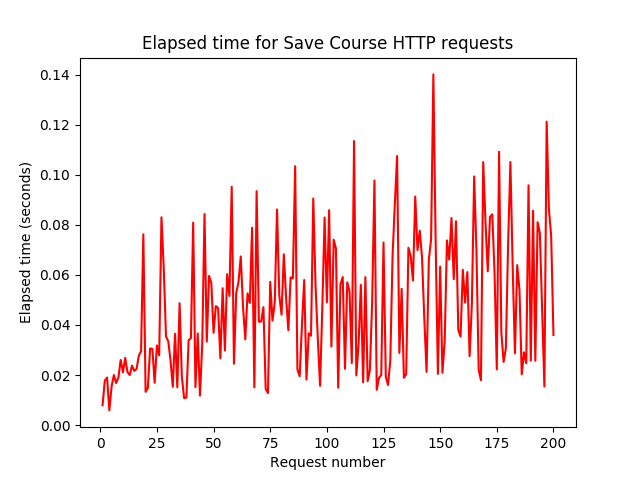 Elapsed time for Save Course HTTP requests
0.14
0.12
0.10
0.08
0.06
0.04
0.02
0.00
Elapsed time (seconds)
0 25 50 75 100 125 150 175 200
Request number